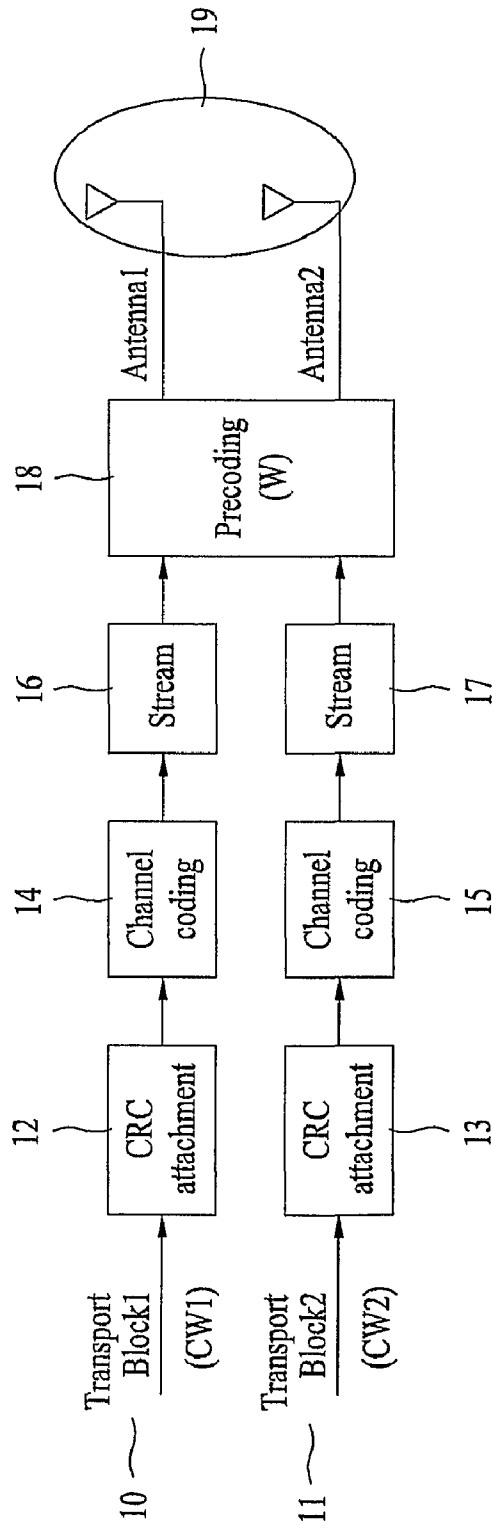 10
Transport
Block1
(CW1)
12
CRC
attachment
14
Channel
coding
16
Stream
18
Precoding
(W)
Antenna1
19
11
Transport
Block2
(CW2)
CRC
attachment
13
Channel
coding
15
Stream
17
Antenna2